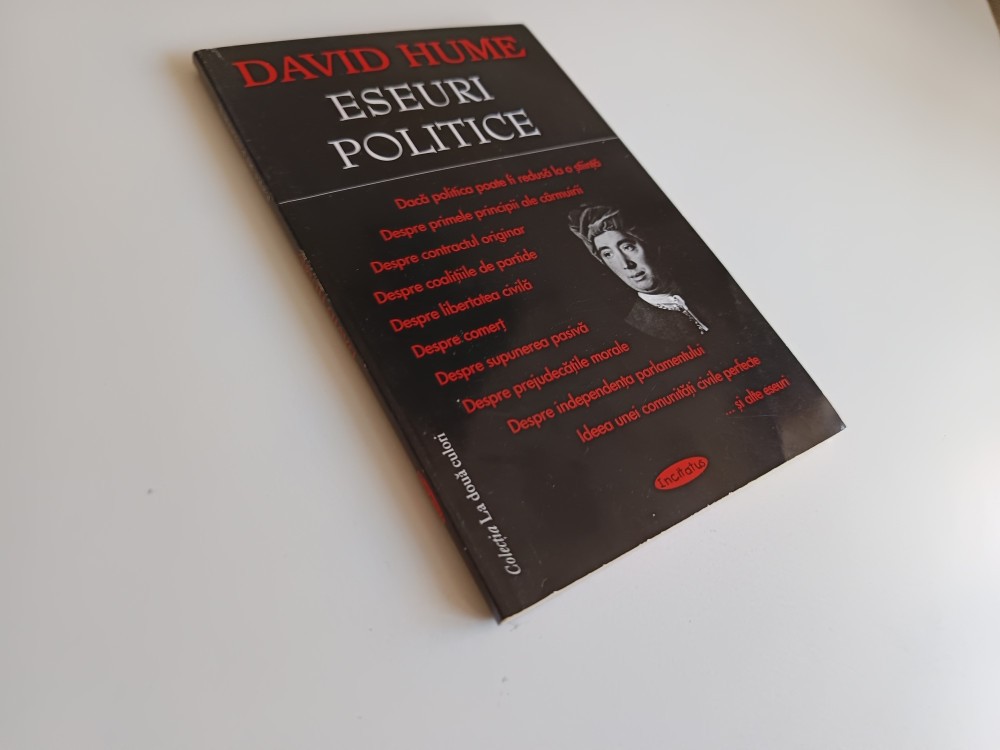 DAVID HUME
ESEURI
POLITICE
Dacă politica poate fi redusă la o știință
Despre primele principii ale cârmuirii
Despre contractul originar
Despre coalițiile de partide
Despre libertatea civilă
Despre comerț
Despre supunerea pasivă
Despre prejudecățile morale
Despre independența parlamentului
Ideea unei comunități civile perfecte
... și alte eseuri
Incitatus
Colecția La două culori